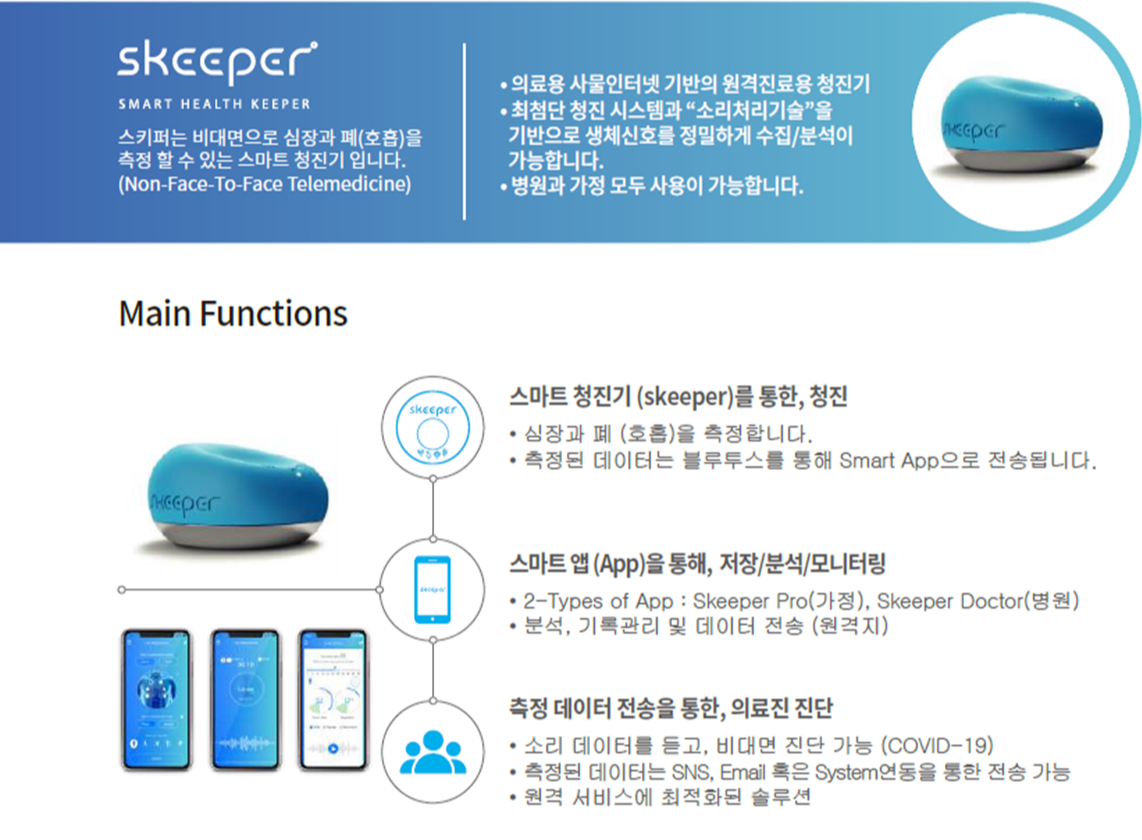 skeeper
SMART HEALTH KEEPER
스키퍼는 비대면으로 심장과 폐(호흡)을
측정 할 수 있는 스마트 청진기 입니다.
(Non-Face-To-Face Telemedicine)
• 의료용 사물인터넷 기반의 원격진료용 청진기
• 최첨단 청진 시스템과 “소리처리기술”을
기반으로 생체신호를 정밀하게 수집/분석이
가능합니다.
• 병원과 가정 모두 사용이 가능합니다.
skeeper
Main Functions
skeeper
skeeper
스마트 청진기 (skeeper)를 통한, 청진
• 심장과 폐 (호흡)을 측정합니다.
• 측정된 데이터는 블루투스를 통해 Smart App으로 전송됩니다.
skeeper
스마트 앱 (App)을 통해, 저장/분석/모니터링
• 2-Types of App : Skeeper Pro(가정), Skeeper Doctor(병원)
• 분석, 기록관리 및 데이터 전송 (원격지)
측정 데이터 전송을 통한, 의료진 진단
• 소리 데이터를 듣고, 비대면 진단 가능 (COVID-19)
• 측정된 데이터는 SNS, Email 혹은 System연동을 통한 전송 가능
• 원격 서비스에 최적화된 솔루션